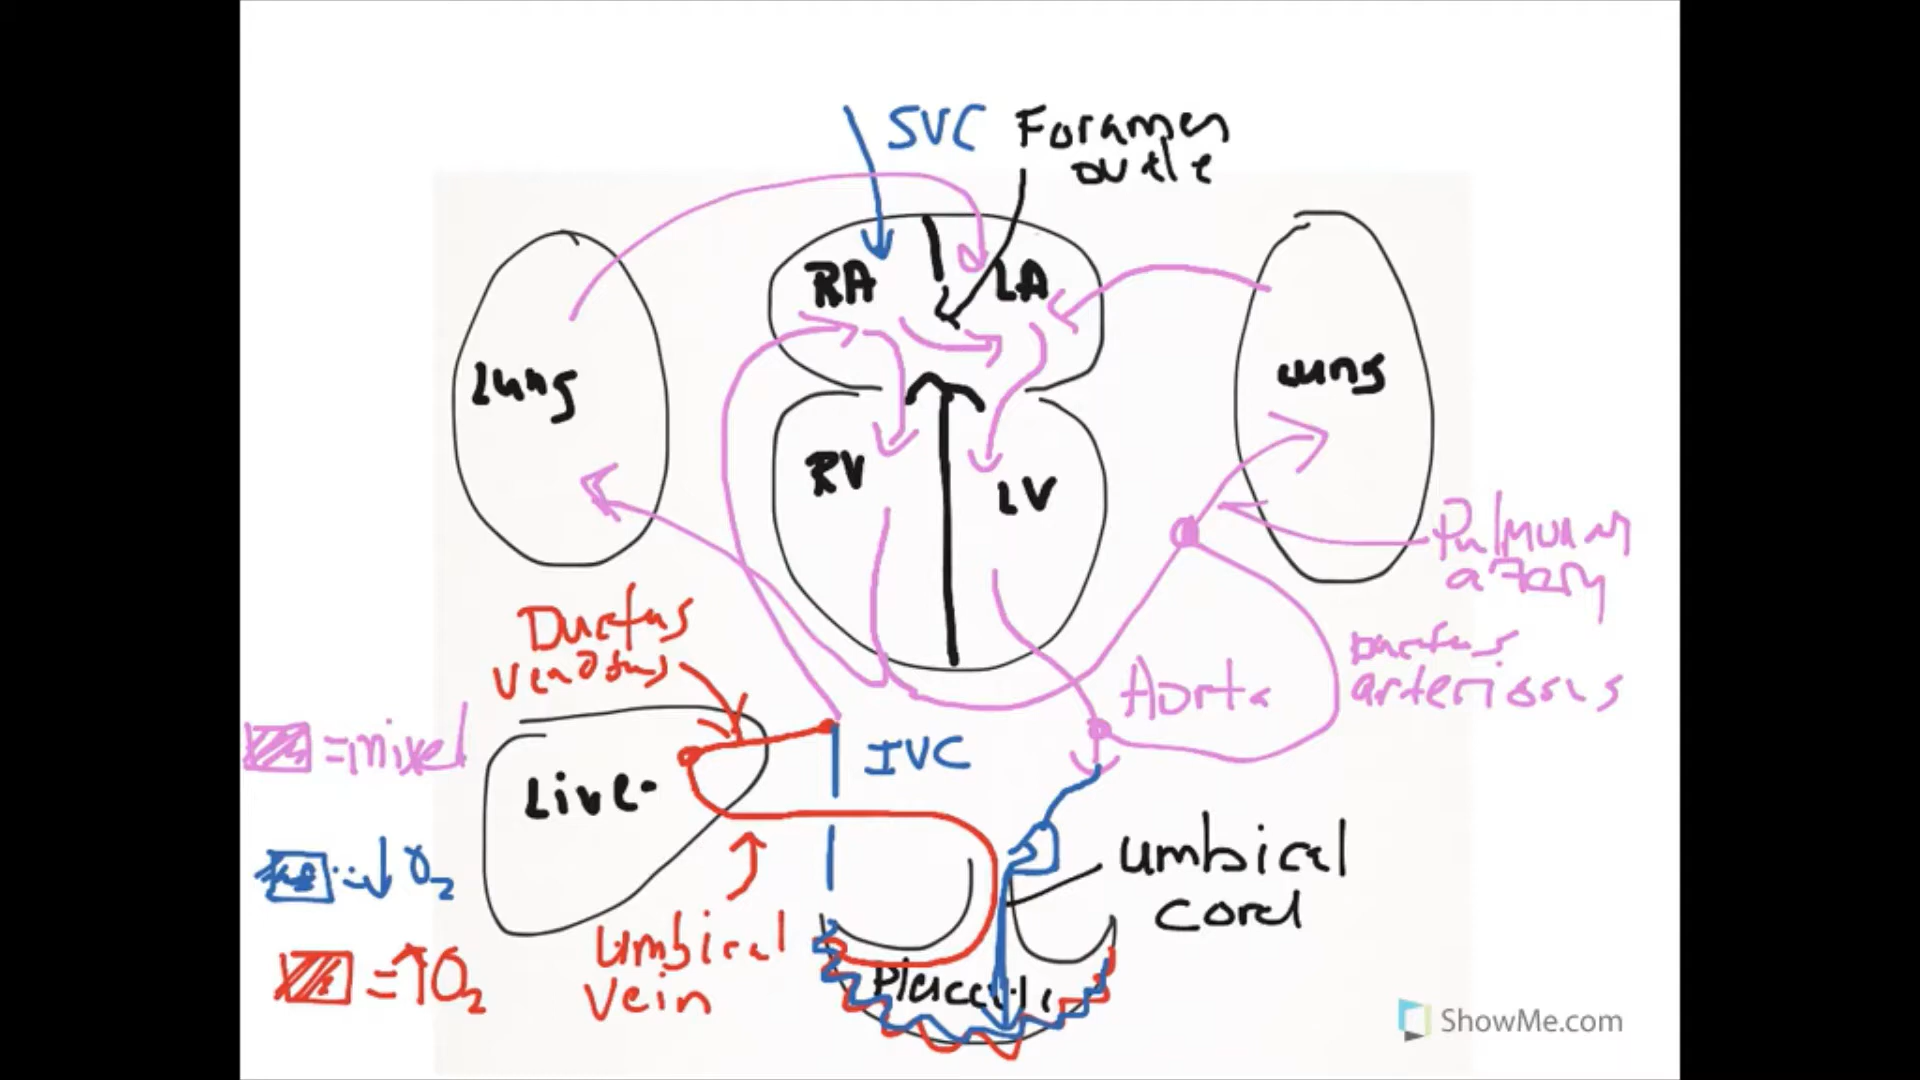 SVC
Foramen
ovale
RA
LA
Lung
Lung
RV
LV
Pulmonary
artery
Ductus
venosus
Ductus
arteriosus
Aorta
=mixed
IVC
Liver
Umbical
cord
↓O2
Umbical
vein
=↑O2
Placenta
ShowMe.com